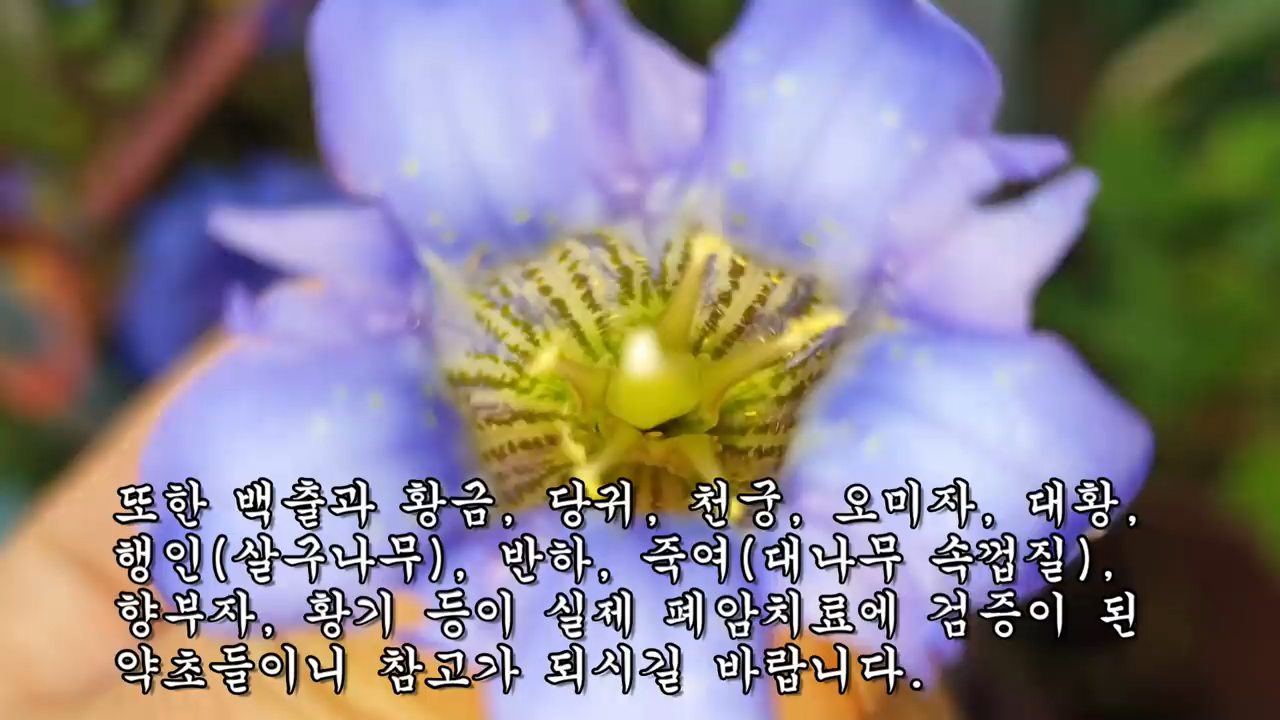 또한 백출과 황금, 당귀, 천궁, 오미자, 대황,
행인(살구나무), 반하, 죽여(대나무 속껍질),
향부자, 황기 등이 실제 폐암치료에 검증이 된
약초들이니 참고가 되시길 바랍니다.